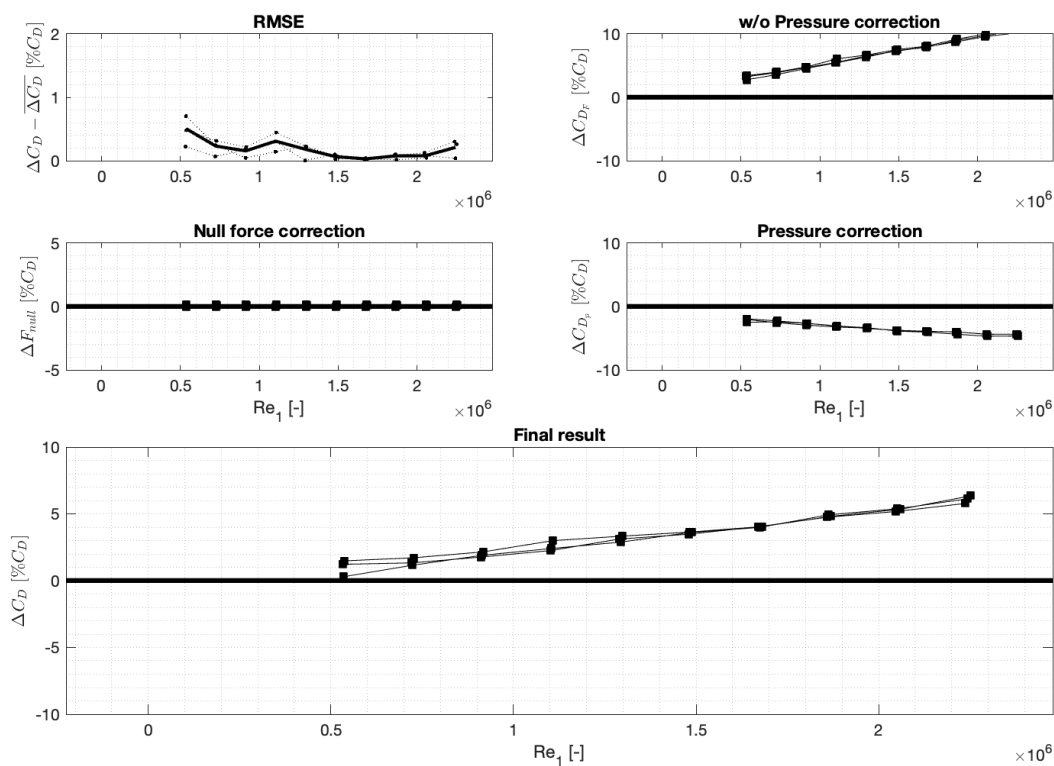 RMSE
ΔC_D − \overline{ΔC_D} [%C_D]
2
1
0
0 0.5 1 1.5 2
×10^6
w/o Pressure correction
ΔC_{D_F} [%C_D]
10
0
-10
0 0.5 1 1.5 2
×10^6
Null force correction
ΔF_{null} [%C_D]
5
0
-5
0 0.5 1 1.5 2
×10^6
Re_1 [-]
Pressure correction
ΔC_{D_p} [%C_D]
10
0
-10
0 0.5 1 1.5 2
×10^6
Re_1 [-]
Final result
ΔC_D [%C_D]
10
5
0
-5
-10
0 0.5 1 1.5 2
×10^6
Re_1 [-]